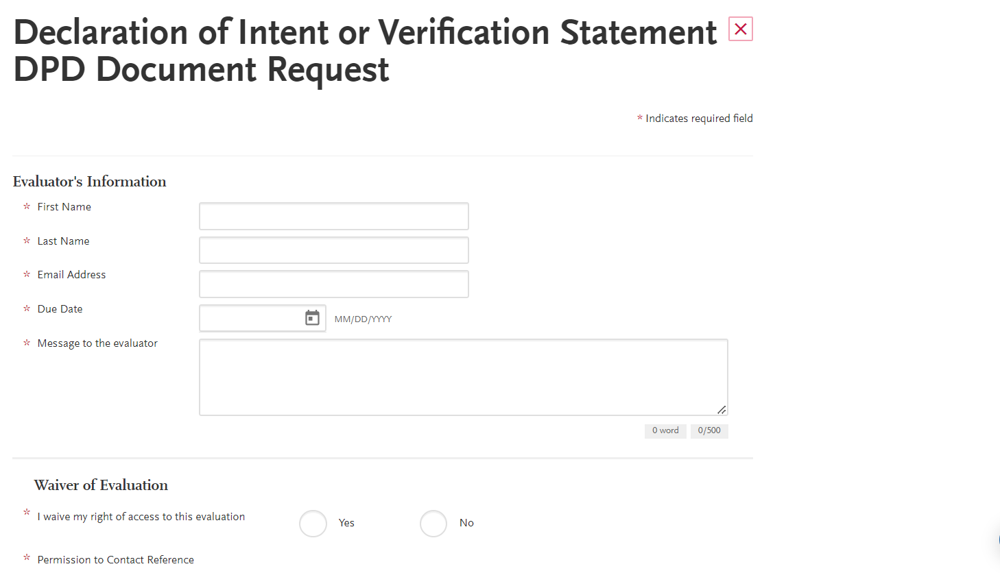 Declaration of Intent or Verification Statement
DPD Document Request
* Indicates required field
Evaluator's Information
* First Name
* Last Name
* Email Address
* Due Date
MM/DD/YYYY
* Message to the evaluator
0 word 0/500
Waiver of Evaluation
* I waive my right of access to this evaluation Yes No
* Permission to Contact Reference